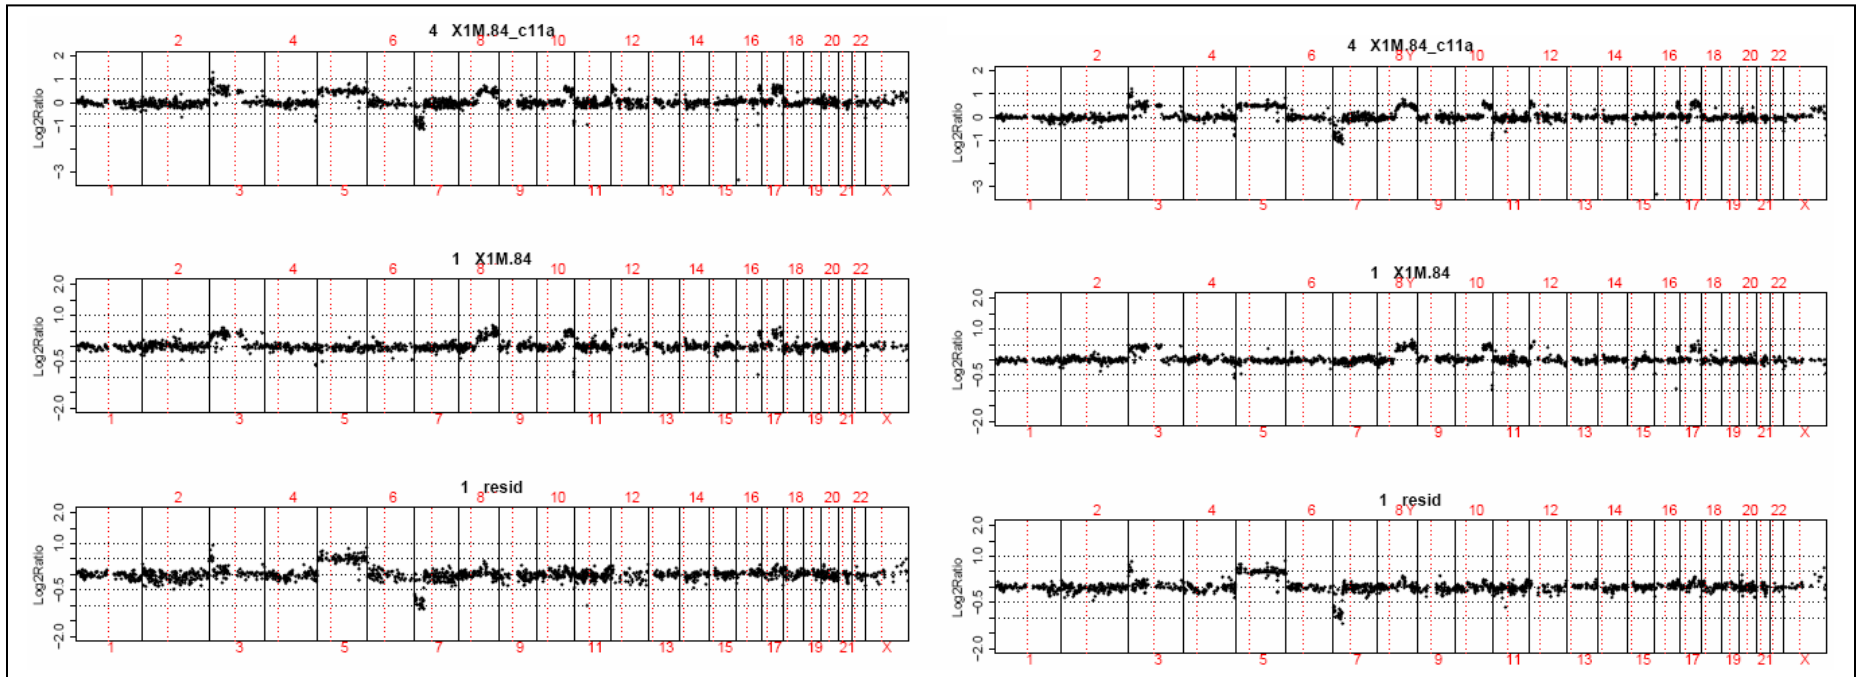 4 X1M.84_c11a
2 4 6 8 10 12 14 16 18 20 22
2
1
0
-1
-3
Log2Ratio
1 3 5 7 9 11 13 15 17 19 21 X
1 X1M.84
2 4 6 8 10 12 14 16 18 20 22
2.0
1.0
-0.5
-2.0
Log2Ratio
1 3 5 7 9 11 13 15 17 19 21 X
1 resid
2 4 6 8 10 12 14 16 18 20 22
2.0
1.0
-0.5
-2.0
Log2Ratio
1 3 5 7 9 11 13 15 17 19 21 X
4 X1M.84_c11a
2 4 6 8 Y 10 12 14 16 18 20 22
2
1
0
-1
-3
Log2Ratio
1 3 5 7 9 11 13 15 17 19 21 X
1 X1M.84
2 4 6 8 Y 10 12 14 16 18 20 22
2.0
1.0
-0.5
-2.0
Log2Ratio
1 3 5 7 9 11 13 15 17 19 21 X
1 resid
2 4 6 8 Y 10 12 14 16 18 20 22
2.0
1.0
-0.5
-2.0
Log2Ratio
1 3 5 7 9 11 13 15 17 19 21 X